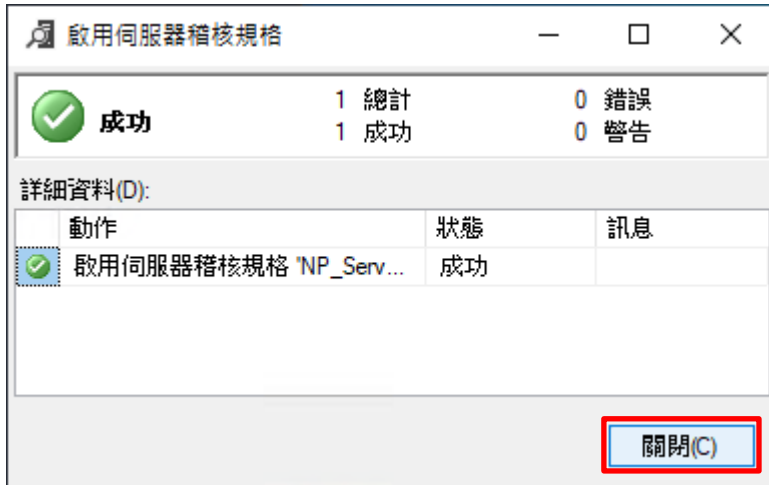 啟用伺服器稽核規格
成功
1 總計 0 錯誤
1 成功 0 警告
詳細資料(D):
動作 狀態 訊息
啟用伺服器稽核規格 'NP_Serv... 成功
關閉(C)